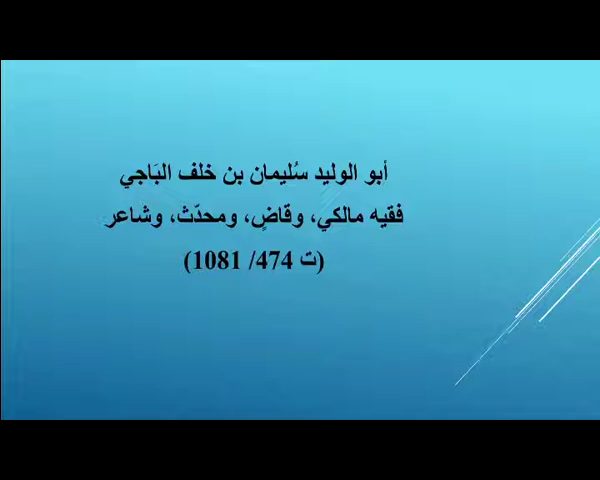 أبو الوليد سُليمان بن خلف البَاجي
فقيه مالكي، وقاضٍ، ومحدّث، وشاعر
(ت 474/ 1081)